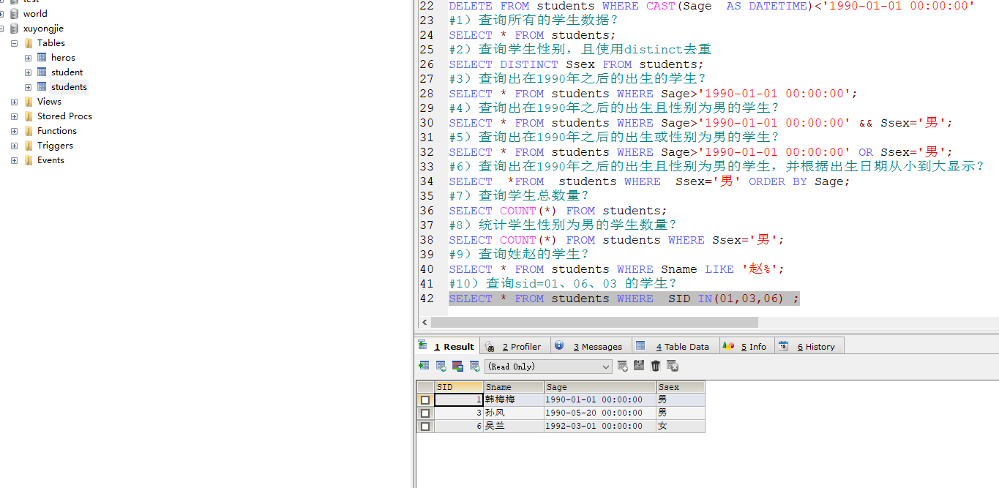 test
world
xuyongjie
Tables
heros
student
students
Views
Stored Procs
Functions
Triggers
Events
22 DELETE FROM students WHERE CAST(Sage  AS DATETIME)<'1990-01-01 00:00:00'
23 #1）查询所有的学生数据?
24 SELECT * FROM students;
25 #2）查询学生性别，且使用distinct去重
26 SELECT DISTINCT Ssex FROM students;
27 #3）查询出在1990年之后的出生的学生?
28 SELECT * FROM students WHERE Sage>'1990-01-01 00:00:00';
29 #4）查询出在1990年之后的出生且性别为男的学生?
30 SELECT * FROM students WHERE Sage>'1990-01-01 00:00:00' && Ssex='男';
31 #5）查询出在1990年之后的出生或性别为男的学生?
32 SELECT * FROM students WHERE Sage>'1990-01-01 00:00:00' OR Ssex='男';
33 #6）查询出在1990年之后的出生且性别为男的学生，并根据出生日期从小到大显示?
34 SELECT  *FROM  students WHERE  Ssex='男' ORDER BY Sage;
35 #7）查询学生总数量?
36 SELECT COUNT(*) FROM students;
37 #8）统计学生性别为男的学生数量?
38 SELECT COUNT(*) FROM students WHERE Ssex='男';
39 #9）查询姓赵的学生?
40 SELECT * FROM students WHERE Sname LIKE '赵%';
41 #10）查询sid=01、06、03 的学生?
42 SELECT * FROM students WHERE  SID IN(01,03,06) ;
1 Result 2 Profiler 3 Messages 4 Table Data 5 Info 18 6 History
(Read Only)
SID Sname Sage Ssex
1 韩梅梅 1990-01-01 00:00:00 男
3 孙风 1990-05-20 00:00:00 男
6 吴兰 1992-03-01 00:00:00 女